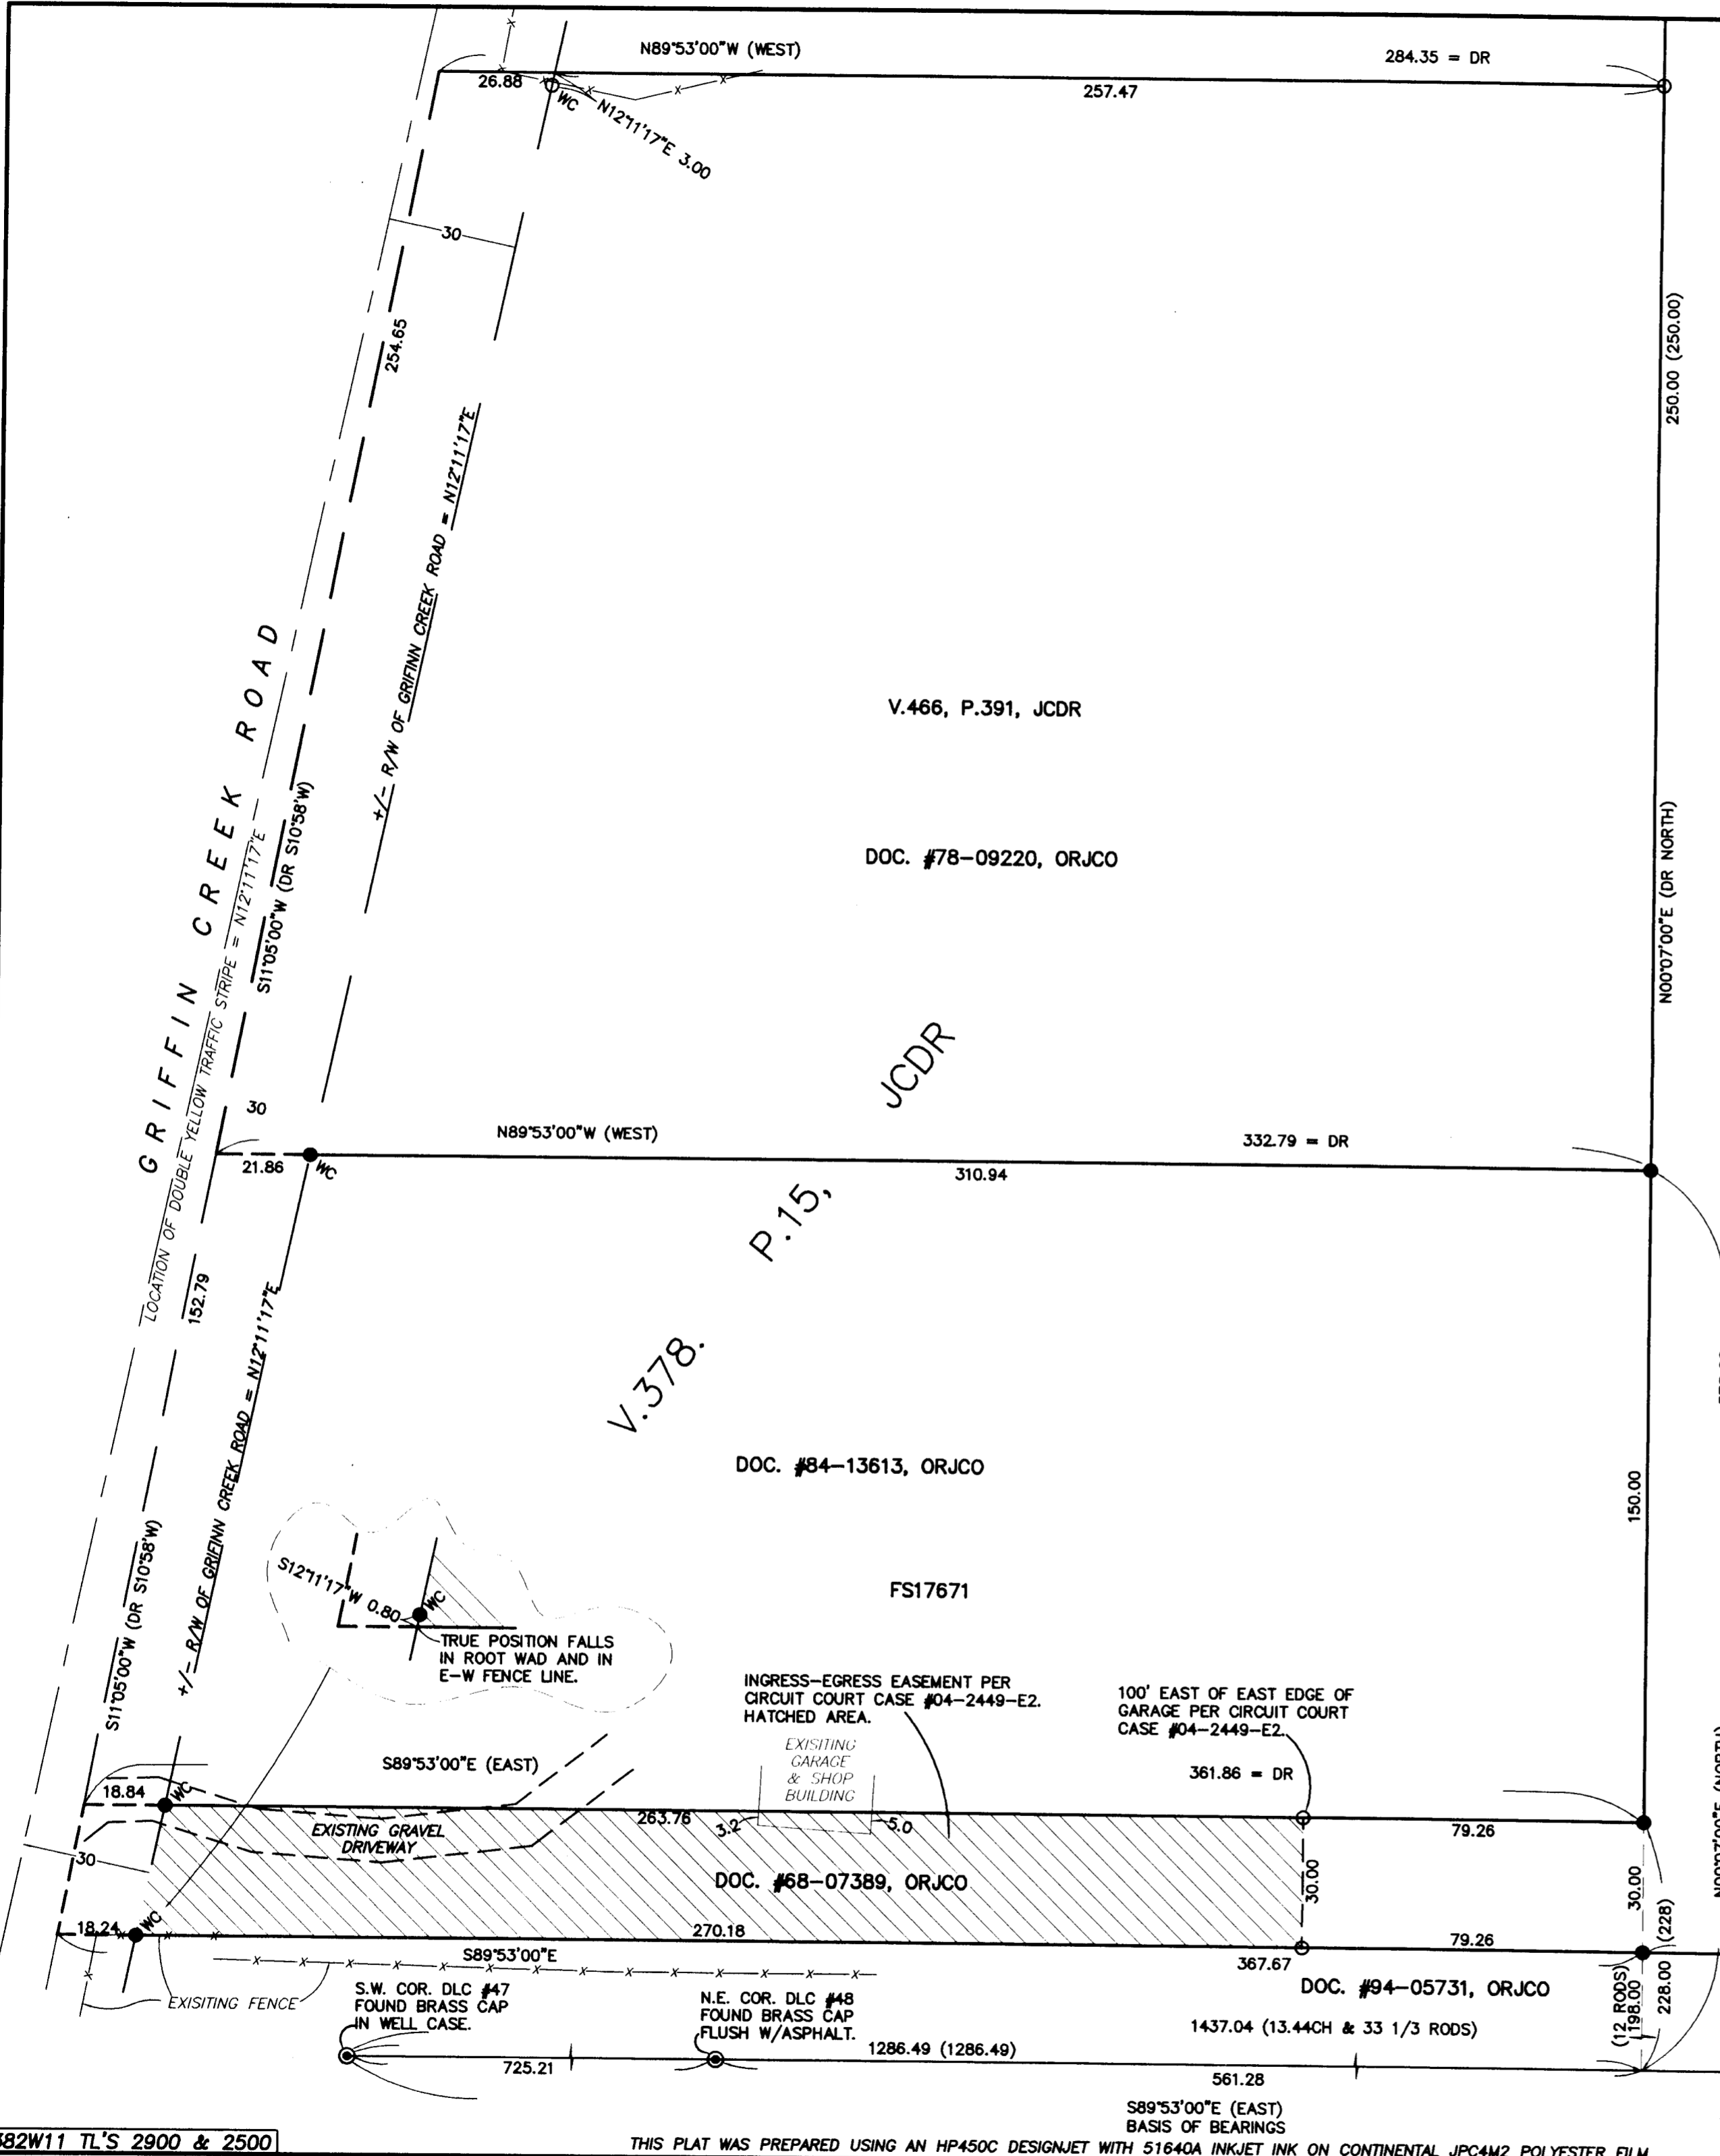 N89°53'00"W (WEST)
284.35 = DR
26.88
257.47
WC
N12°11'17"E 3.00
30
254.65
250.00 (250.00)
+/- R/W OF GRIFINN CREEK ROAD = N12°11'17"E
GRIFFIN CREEK ROAD
V.466, P.391, JCDR
LOCATION OF DOUBLE YELLOW TRAFFIC STRIPE = N12°11'17"E
S11°05'00"W (DR S10°58'W)
DOC. #78-09220, ORJCO
N00°07'00"E (DR NORTH)
30
N89°53'00"W (WEST)
332.79 = DR
21.86
WC
310.94
V.378. P.15, JCDR
152.79
+/- R/W OF GRIFINN CREEK ROAD = N12°11'17"E
DOC. #84-13613, ORJCO
150.00
S11°05'00"W (DR S10°58'W)
S12°11'17"W 0.80
WC
FS17671
TRUE POSITION FALLS
IN ROOT WAD AND IN
E-W FENCE LINE.
INGRESS-EGRESS EASEMENT PER
CIRCUIT COURT CASE #04-2449-E2.
HATCHED AREA.
100' EAST OF EAST EDGE OF
GARAGE PER CIRCUIT COURT
CASE #04-2449-E2.
EXISITING
GARAGE
& SHOP
BUILDING
S89°53'00"E (EAST)
361.86 = DR
N00°07'00"E (NORTH)
18.84
WC
263.76
3.2
5.0
79.26
EXISTING GRAVEL
DRIVEWAY
30
DOC. #68-07389, ORJCO
30.00
30.00
(228)
18.24
WC
270.18
79.26
S89°53'00"E
367.67
EXISITING FENCE
S.W. COR. DLC #47
FOUND BRASS CAP
IN WELL CASE.
N.E. COR. DLC #48
FOUND BRASS CAP
FLUSH W/ASPHALT.
DOC. #94-05731, ORJCO
(12 RODS)
198.00
228.00
1437.04 (13.44CH & 33 1/3 RODS)
1286.49 (1286.49)
725.21
561.28
S89°53'00"E (EAST)
BASIS OF BEARINGS
382W11 TL'S 2900 & 2500
THIS PLAT WAS PREPARED USING AN HP450C DESIGNJET WITH 51640A INKJET INK ON CONTINENTAL JPC4M2 POLYESTER FILM